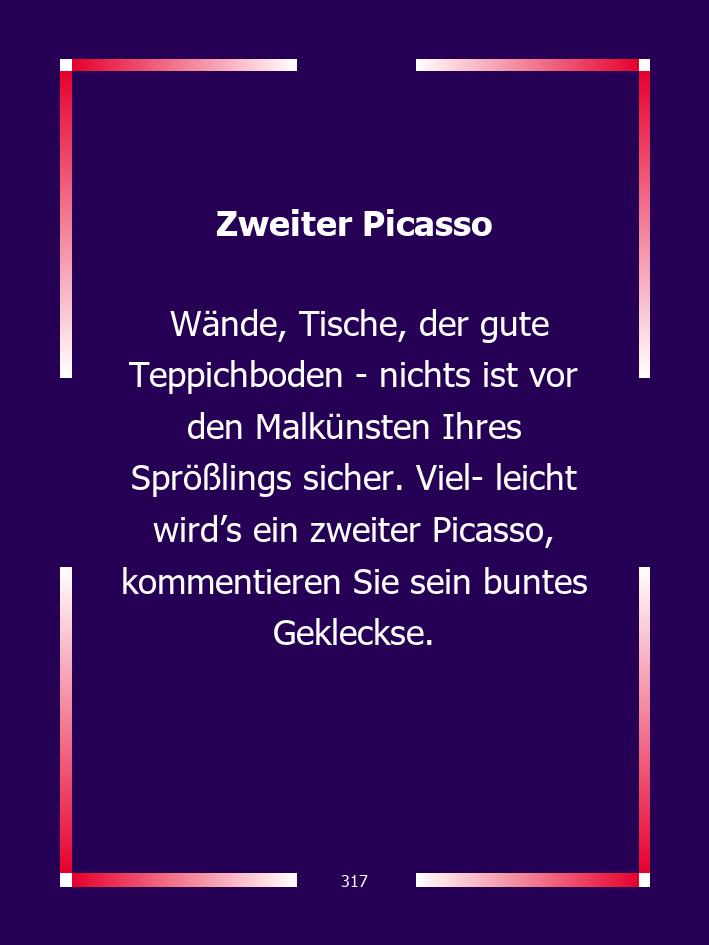 Zweiter Picasso
Wände, Tische, der gute
Teppichboden - nichts ist vor
den Malkünsten Ihres
Sprößlings sicher. Viel- leicht
wird’s ein zweiter Picasso,
kommentieren Sie sein buntes
Gekleckse.
317